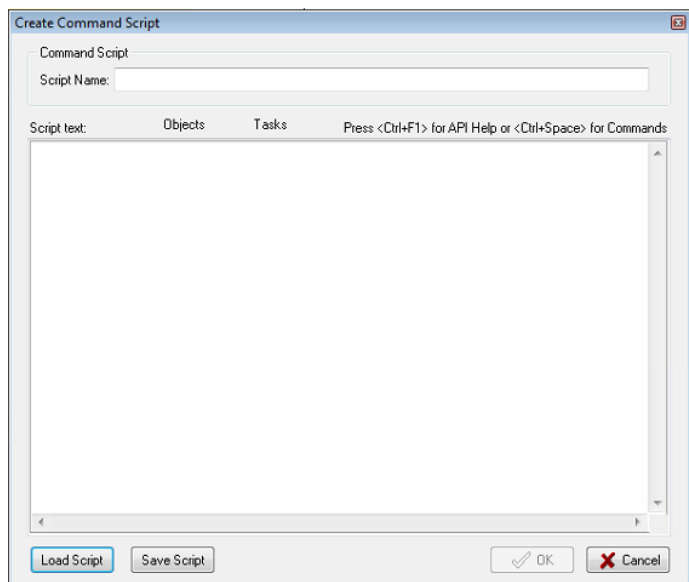 Create Command Script
Command Script
Script Name:
Script text: Objects Tasks Press <Ctrl+F1> for API Help or <Ctrl+Space> for Commands
Load Script Save Script OK Cancel